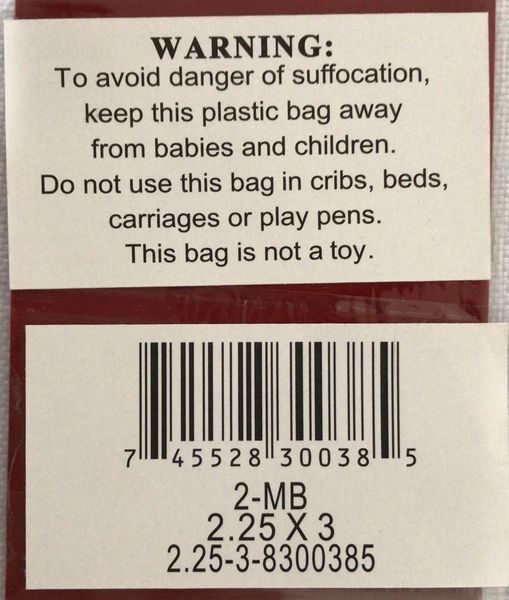 WARNING:
To avoid danger of suffocation,
keep this plastic bag away
from babies and children.
Do not use this bag in cribs, beds,
carriages or play pens.
This bag is not a toy.
7 45528 30038 5
2-MB
2.25 X 3
2.25-3-8300385